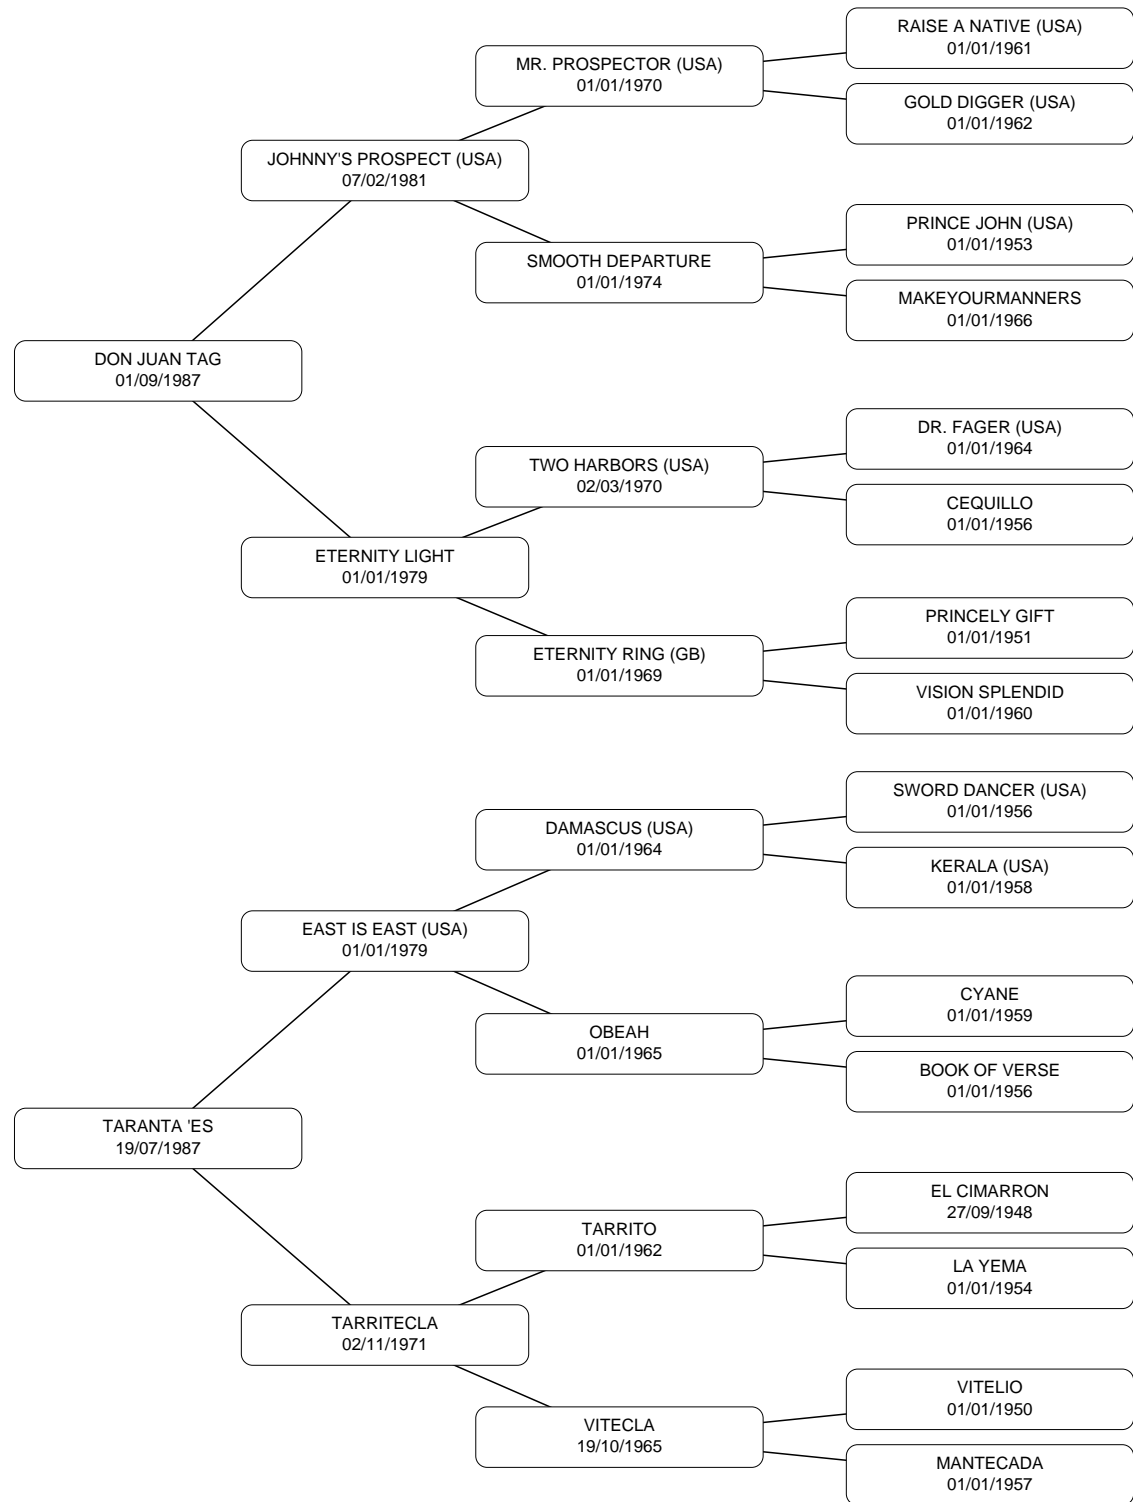 RAISE A NATIVE (USA)
01/01/1961
MR. PROSPECTOR (USA)
01/01/1970
GOLD DIGGER (USA)
01/01/1962
JOHNNY'S PROSPECT (USA)
07/02/1981
PRINCE JOHN (USA)
01/01/1953
SMOOTH DEPARTURE
01/01/1974
MAKEYOURMANNERS
01/01/1966
DON JUAN TAG
01/09/1987
DR. FAGER (USA)
01/01/1964
TWO HARBORS (USA)
02/03/1970
CEQUILLO
01/01/1956
ETERNITY LIGHT
01/01/1979
PRINCELY GIFT
01/01/1951
ETERNITY RING (GB)
01/01/1969
VISION SPLENDID
01/01/1960
SWORD DANCER (USA)
01/01/1956
DAMASCUS (USA)
01/01/1964
KERALA (USA)
01/01/1958
EAST IS EAST (USA)
01/01/1979
CYANE
01/01/1959
OBEAH
01/01/1965
BOOK OF VERSE
01/01/1956
TARANTA 'ES
19/07/1987
EL CIMARRON
27/09/1948
TARRITO
01/01/1962
LA YEMA
01/01/1954
TARRITECLA
02/11/1971
VITELIO
01/01/1950
VITECLA
19/10/1965
MANTECADA
01/01/1957